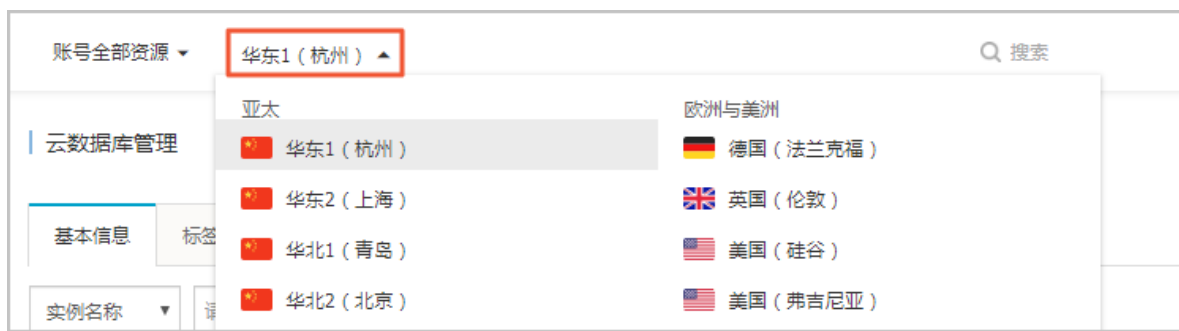 账号全部资源 华东1（杭州） 搜索
亚太 欧洲与美洲
云数据库管理
华东1（杭州） 德国（法兰克福）
华东2（上海） 英国（伦敦）
基本信息 标签
华北1（青岛） 美国（硅谷）
实例名称 请
华北2（北京） 美国（弗吉尼亚）